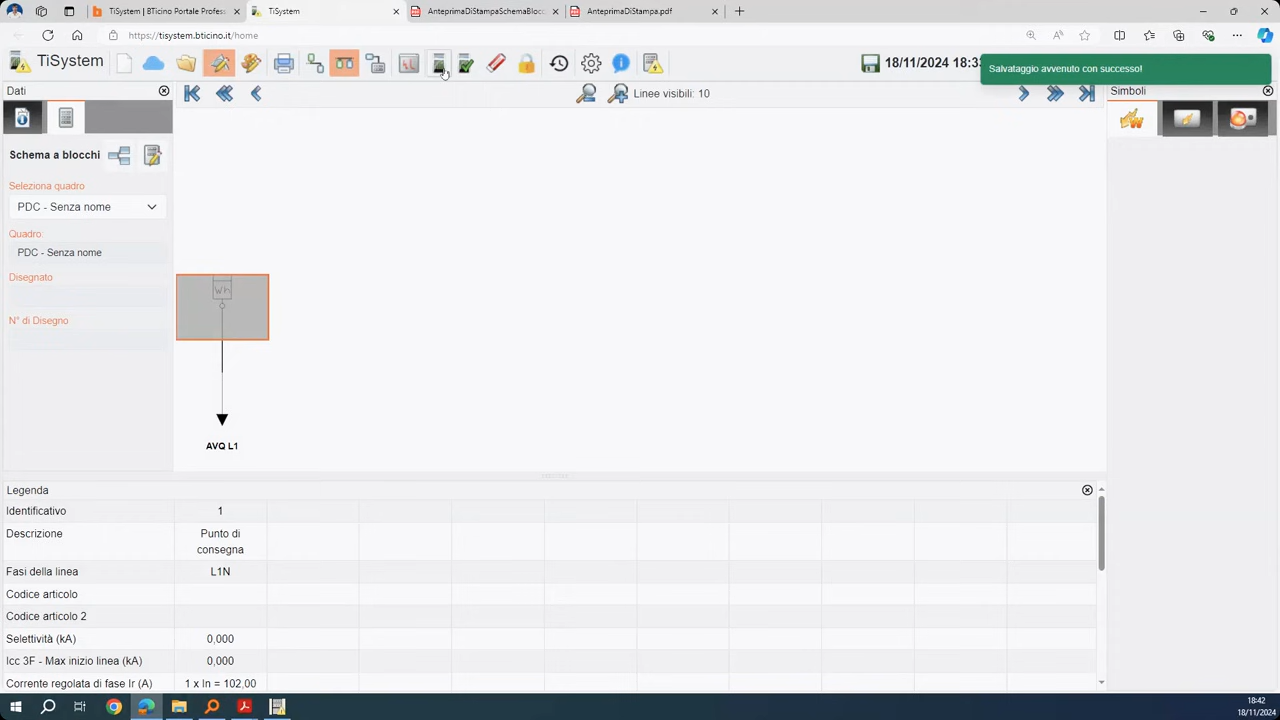 TiSystem | BTicino Portale Profess
TiSystem
AnteprimaDiStampaSchemaBlocc
AnteprimaDiStampa.pdf
https://tisystem.bticino.it/home
TiSystem
18/11/2024 18:3
Salvataggio avvenuto con successo!
Dati
Linee visibili: 10
Simboli
Schema a blocchi
Seleziona quadro
PDC - Senza nome
Quadro:
PDC - Senza nome
Disegnato
N° di Disegno
Wh
AVQ L1
Legenda
Identificativo 1
Descrizione Punto di consegna
Fasi della linea L1N
Codice articolo
Codice articolo 2
Selettività (kA) 0,000
Icc 3F - Max inizio linea (kA) 0,000
Corrente regolata di fase Ir (A) 1 x In = 102,00
18:42
18/11/2024